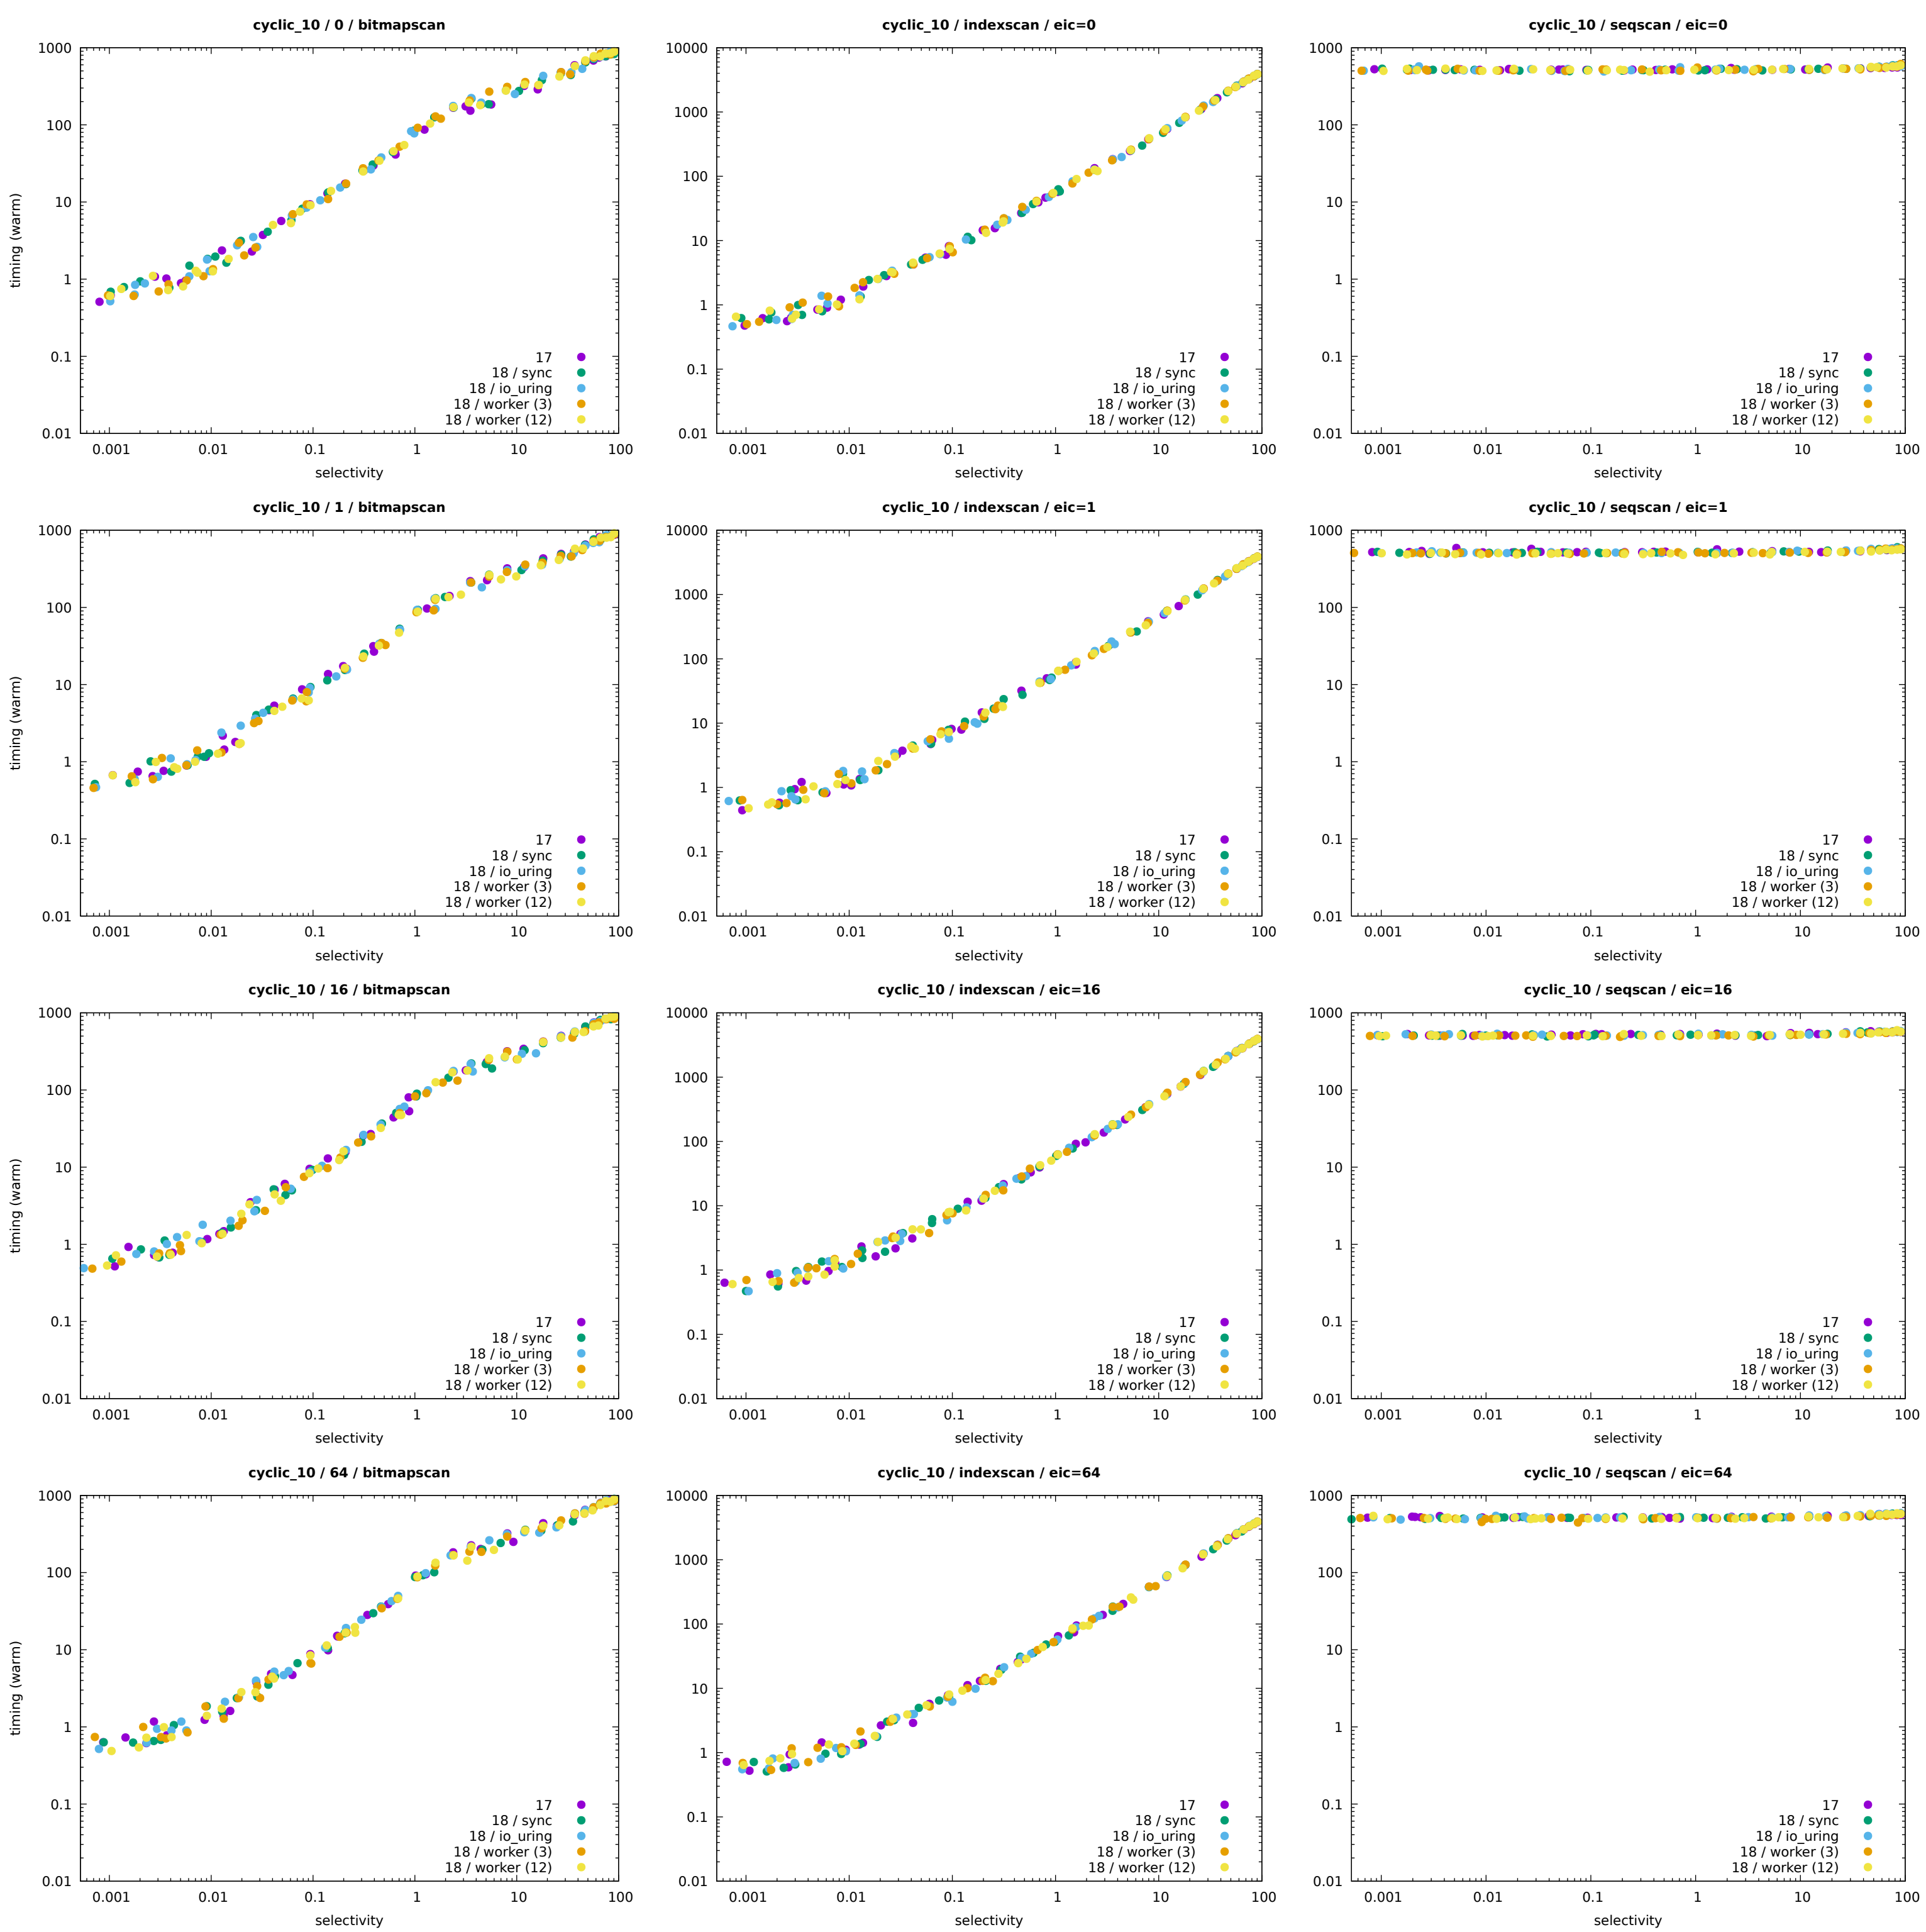 cyclic_10 / 0 / bitmapscan
1000
100
10
1
0.1
0.01
timing (warm)
17
18 / sync
18 / io_uring
18 / worker (3)
18 / worker (12)
0.001 0.01 0.1 1 10 100
selectivity
cyclic_10 / indexscan / eic=0
10000
1000
100
10
1
0.1
0.01
17
18 / sync
18 / io_uring
18 / worker (3)
18 / worker (12)
0.001 0.01 0.1 1 10 100
selectivity
cyclic_10 / seqscan / eic=0
1000
100
10
1
0.1
0.01
17
18 / sync
18 / io_uring
18 / worker (3)
18 / worker (12)
0.001 0.01 0.1 1 10 100
selectivity
cyclic_10 / 1 / bitmapscan
1000
100
10
1
0.1
0.01
timing (warm)
17
18 / sync
18 / io_uring
18 / worker (3)
18 / worker (12)
0.001 0.01 0.1 1 10 100
selectivity
cyclic_10 / indexscan / eic=1
10000
1000
100
10
1
0.1
0.01
17
18 / sync
18 / io_uring
18 / worker (3)
18 / worker (12)
0.001 0.01 0.1 1 10 100
selectivity
cyclic_10 / seqscan / eic=1
1000
100
10
1
0.1
0.01
17
18 / sync
18 / io_uring
18 / worker (3)
18 / worker (12)
0.001 0.01 0.1 1 10 100
selectivity
cyclic_10 / 16 / bitmapscan
1000
100
10
1
0.1
0.01
timing (warm)
17
18 / sync
18 / io_uring
18 / worker (3)
18 / worker (12)
0.001 0.01 0.1 1 10 100
selectivity
cyclic_10 / indexscan / eic=16
10000
1000
100
10
1
0.1
0.01
17
18 / sync
18 / io_uring
18 / worker (3)
18 / worker (12)
0.001 0.01 0.1 1 10 100
selectivity
cyclic_10 / seqscan / eic=16
1000
100
10
1
0.1
0.01
17
18 / sync
18 / io_uring
18 / worker (3)
18 / worker (12)
0.001 0.01 0.1 1 10 100
selectivity
cyclic_10 / 64 / bitmapscan
1000
100
10
1
0.1
0.01
timing (warm)
17
18 / sync
18 / io_uring
18 / worker (3)
18 / worker (12)
0.001 0.01 0.1 1 10 100
selectivity
cyclic_10 / indexscan / eic=64
10000
1000
100
10
1
0.1
0.01
17
18 / sync
18 / io_uring
18 / worker (3)
18 / worker (12)
0.001 0.01 0.1 1 10 100
selectivity
cyclic_10 / seqscan / eic=64
1000
100
10
1
0.1
0.01
17
18 / sync
18 / io_uring
18 / worker (3)
18 / worker (12)
0.001 0.01 0.1 1 10 100
selectivity